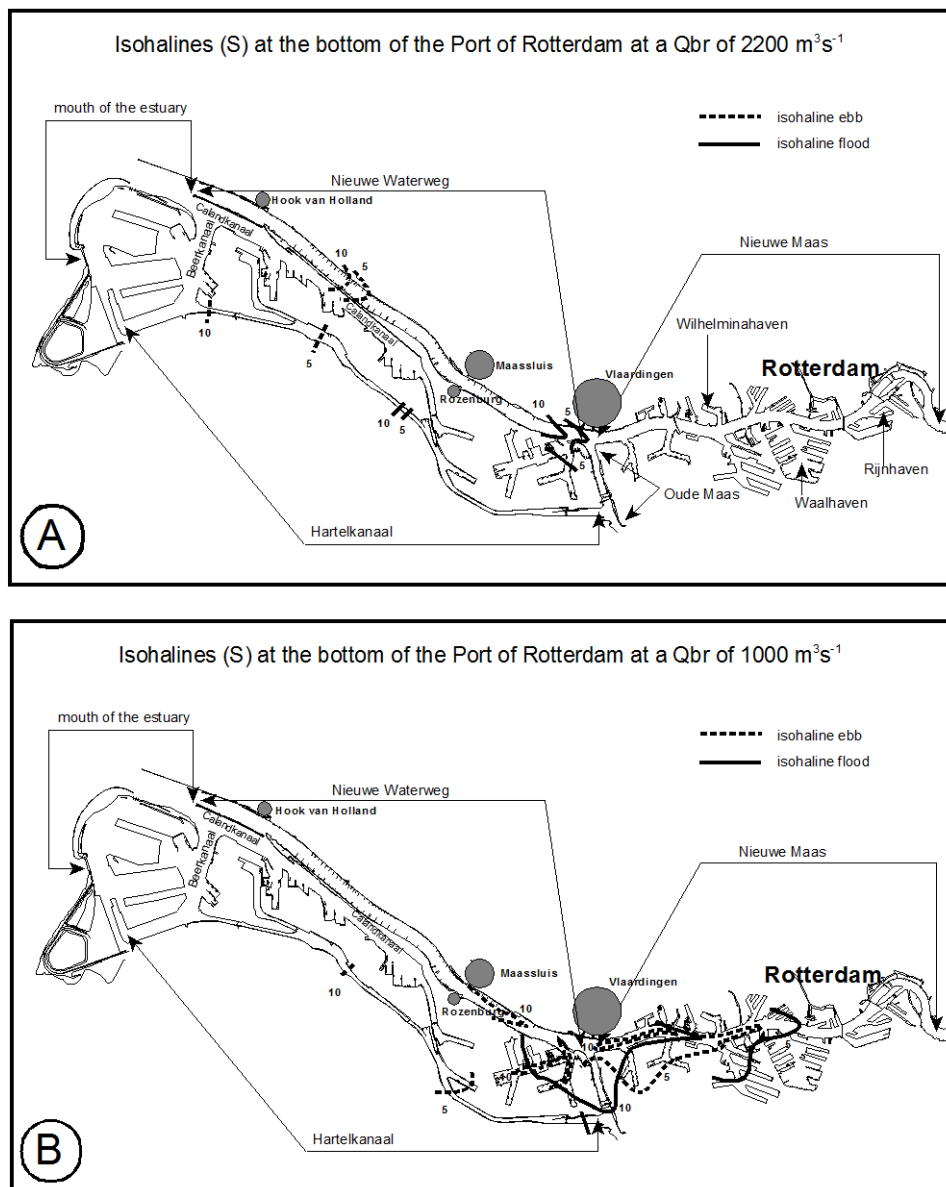 Isohalines (S) at the bottom of the Port of Rotterdam at a Qbr of 2200 m³s⁻¹
mouth of the estuary
isohaline ebb
isohaline flood
Nieuwe Waterweg
Hook van Holland
Calandkanaal
Beerkanaal
Nieuwe Maas
10
5
Calandkanaal
10
5
Wilhelminahaven
Maassluis
Rozenburg
Vlaardingen
Rotterdam
10
5
10
5
5
Rijnhaven
Waalhaven
Oude Maas
Hartelkanaal
A
Isohalines (S) at the bottom of the Port of Rotterdam at a Qbr of 1000 m³s⁻¹
mouth of the estuary
isohaline ebb
isohaline flood
Nieuwe Waterweg
Hook van Holland
Calandkanaal
Beerkanaal
Nieuwe Maas
Calandkanaal
10
Maassluis
Rozenburg
Vlaardingen
Rotterdam
10
10
5
10
5
5
10
Hartelkanaal
B